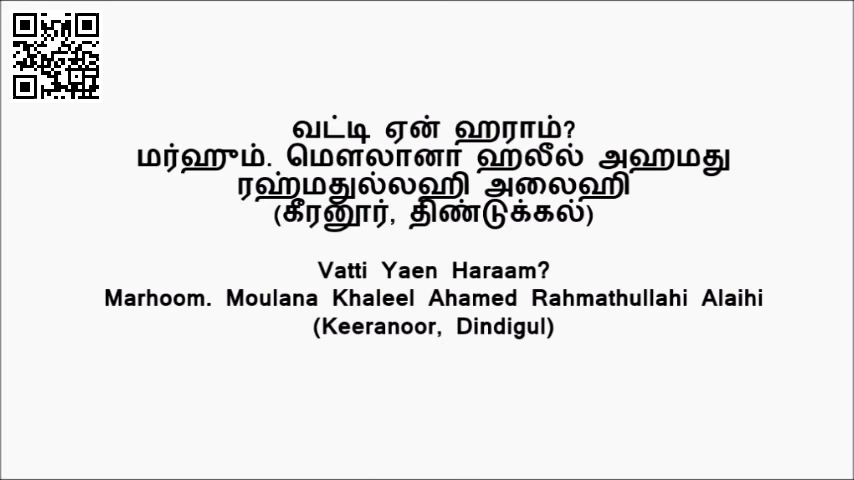 வட்டி ஏன் ஹராம்?
மர்ஹும். மௌலானா ஹலீல் அஹமது
ரஹ்மதுல்லஹி அலைஹி
(கீரனூர், திண்டுக்கல்)
Vatti Yaen Haraam?
Marhoom. Moulana Khaleel Ahamed Rahmathullahi Alaihi
(Keeranoor, Dindigul)